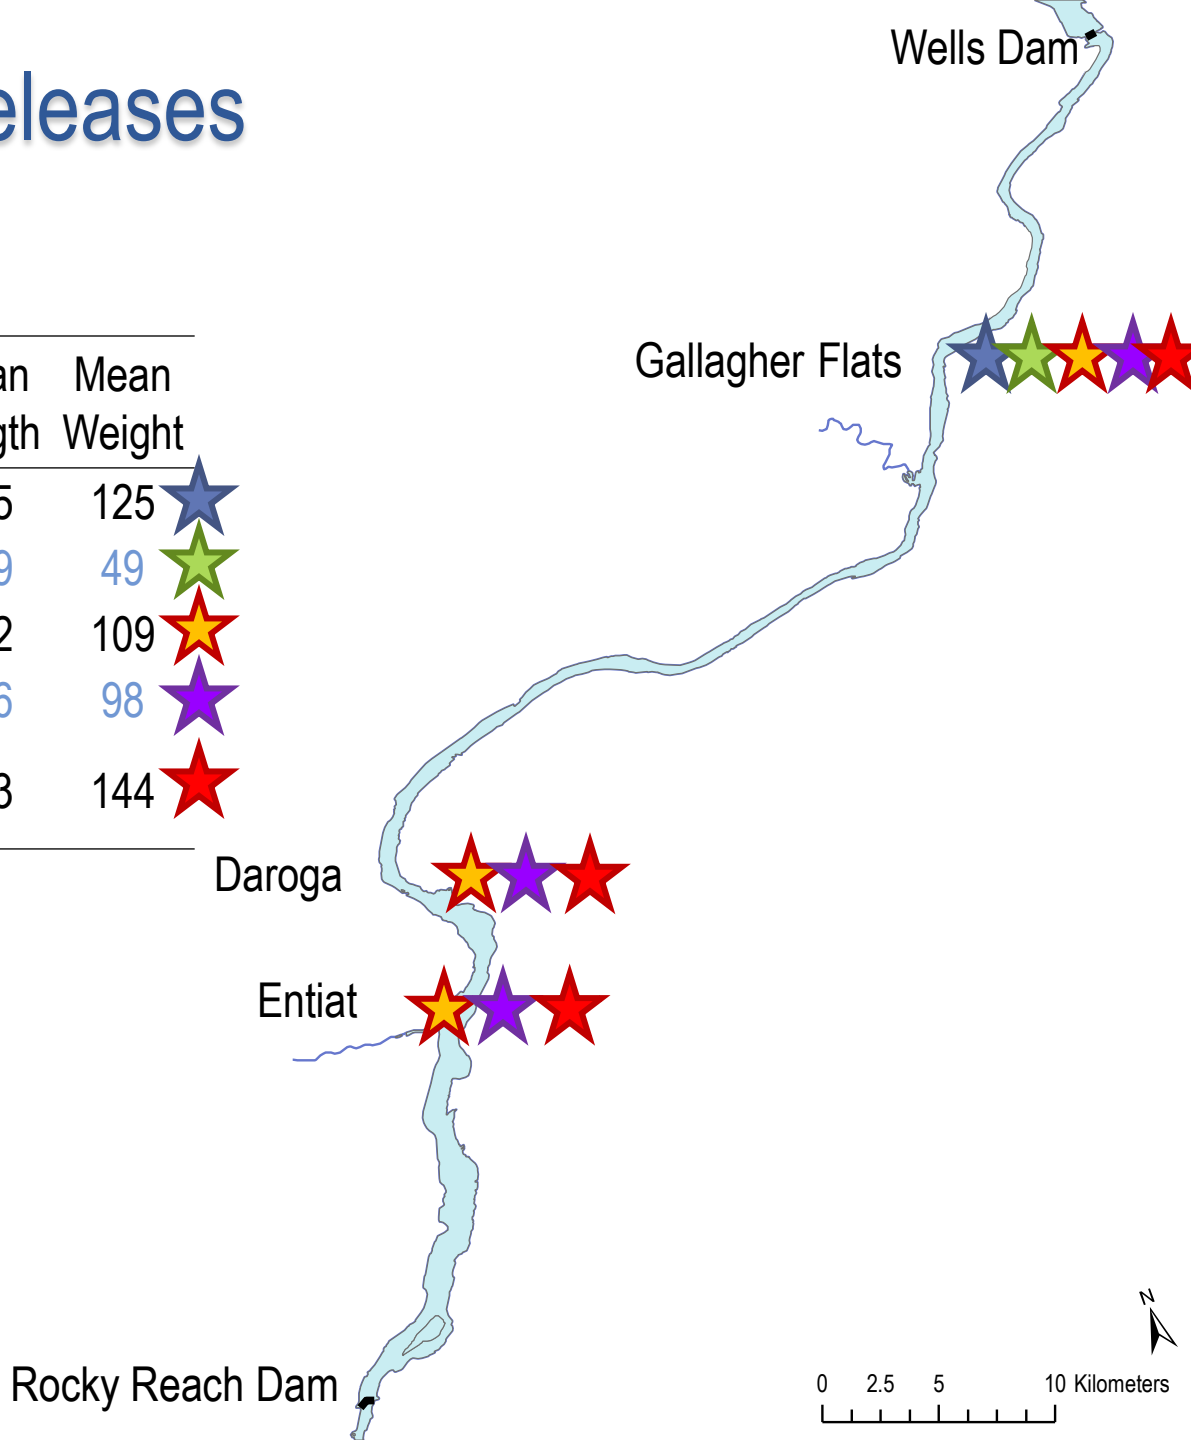 eleases
Wells Dam
Gallagher Flats
an Mean
gth Weight
5 125
9 49
2 109
6 98
3 144
Daroga
Entiat
Rocky Reach Dam
N
0 2.5 5 10 Kilometers